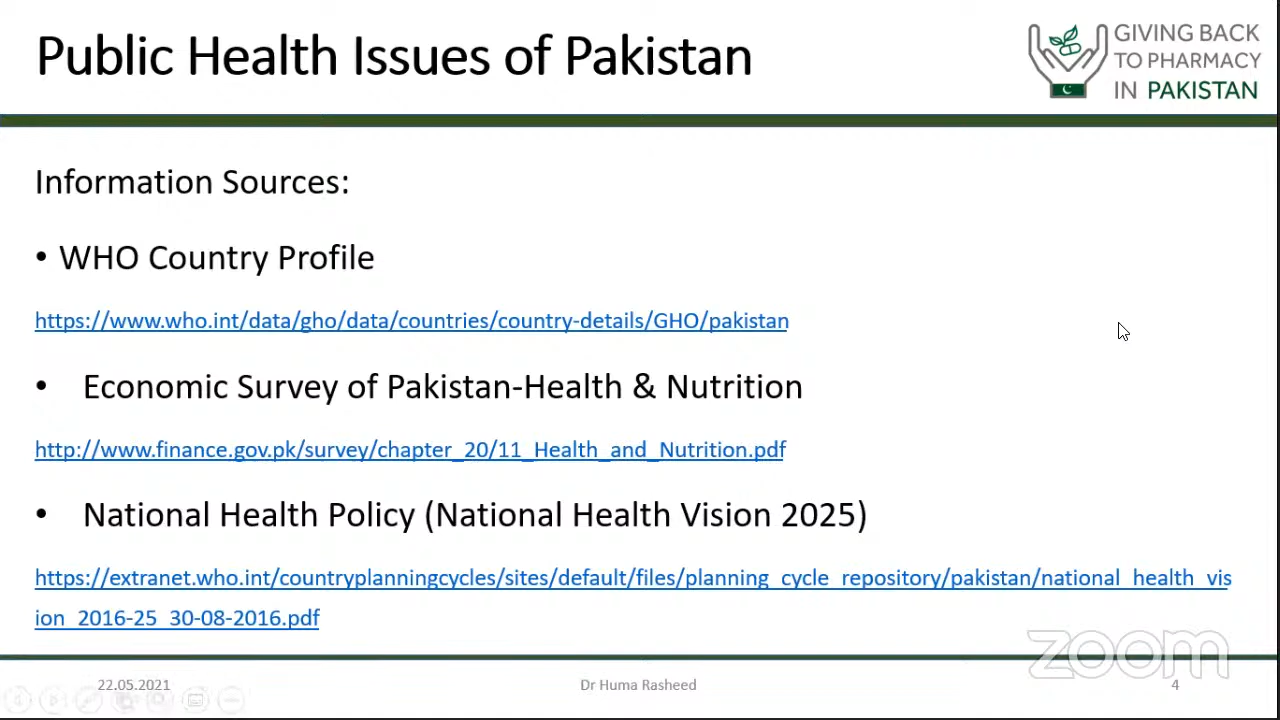 Public Health Issues of Pakistan
GIVING BACK
TO PHARMACY
IN PAKISTAN
Information Sources:
• WHO Country Profile
https://www.who.int/data/gho/data/countries/country-details/GHO/pakistan
• Economic Survey of Pakistan-Health & Nutrition
http://www.finance.gov.pk/survey/chapter_20/11_Health_and_Nutrition.pdf
• National Health Policy (National Health Vision 2025)
https://extranet.who.int/countryplanningcycles/sites/default/files/planning_cycle_repository/pakistan/national_health_vis
ion_2016-25_30-08-2016.pdf
zoom
22.05.2021
Dr Huma Rasheed
4